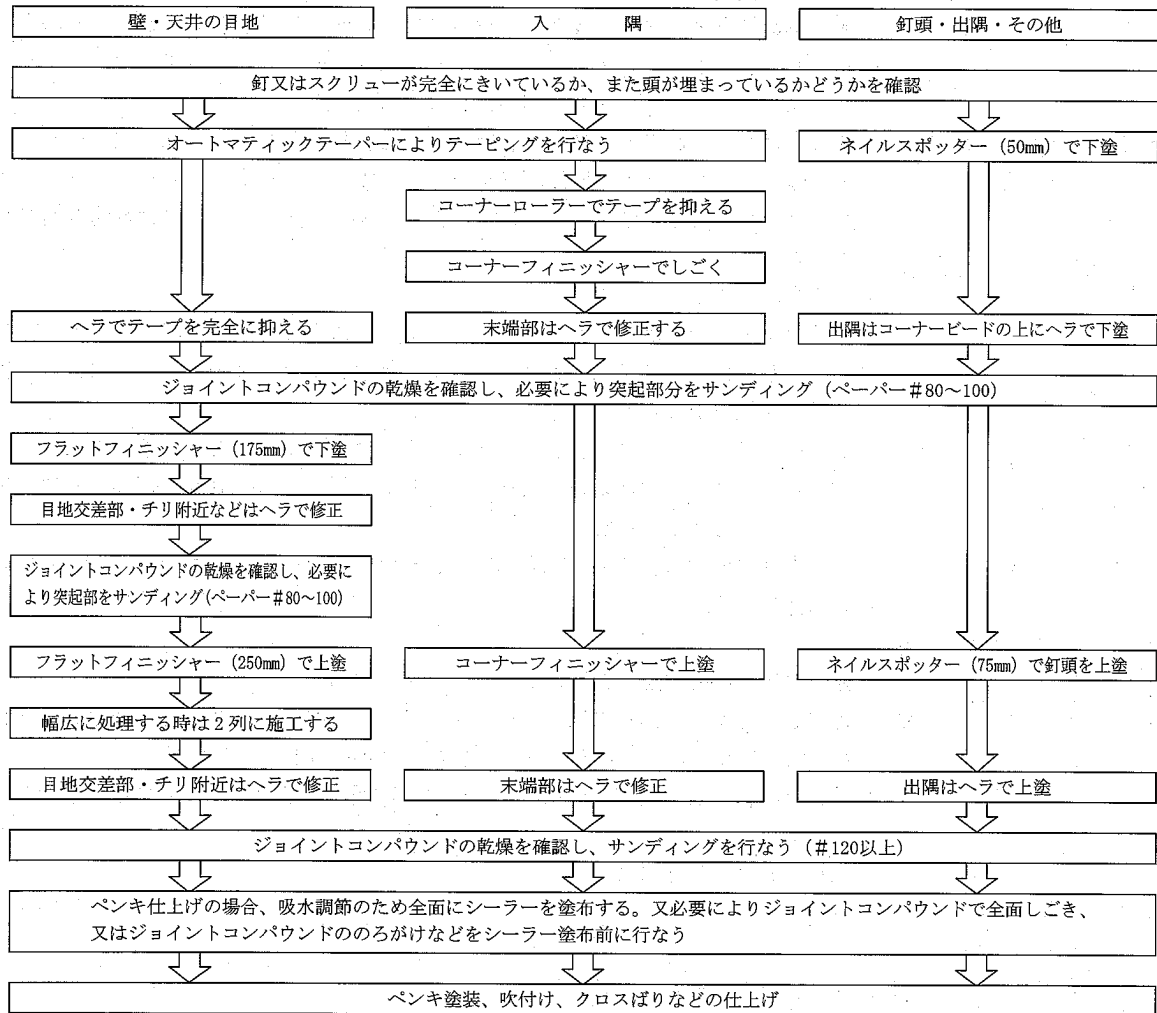 壁・天井の目地
入　　隅
釘頭・出隅・その他
釘又はスクリューが完全にきいているか、また頭が埋まっているかどうかを確認
オートマティックテーパーによりテーピングを行なう
ネイルスポッター（50mm）で下塗
コーナーローラーでテープを抑える
コーナーフィニッシャーでしごく
ヘラでテープを完全に抑える
末端部はヘラで修正する
出隅はコーナービードの上にヘラで下塗
ジョイントコンパウンドの乾燥を確認し、必要により突起部分をサンディング（ペーパー＃80〜100）
フラットフィニッシャー（175mm）で下塗
目地交差部・チリ附近などはヘラで修正
ジョイントコンパウンドの乾燥を確認し、必要に
より突起部をサンディング(ペーパー＃80〜100)
フラットフィニッシャー（250mm）で上塗
コーナーフィニッシャーで上塗
ネイルスポッター（75mm）で釘頭を上塗
幅広に処理する時は２列に施工する
目地交差部・チリ附近はヘラで修正
末端部はヘラで修正
出隅はヘラで上塗
ジョイントコンパウンドの乾燥を確認し、サンディングを行なう（＃120以上）
ペンキ仕上げの場合、吸水調節のため全面にシーラーを塗布する。又必要によりジョイントコンパウンドで全面しごき、
又はジョイントコンパウンドののろがけなどをシーラー塗布前に行なう
ペンキ塗装、吹付け、クロスばりなどの仕上げ